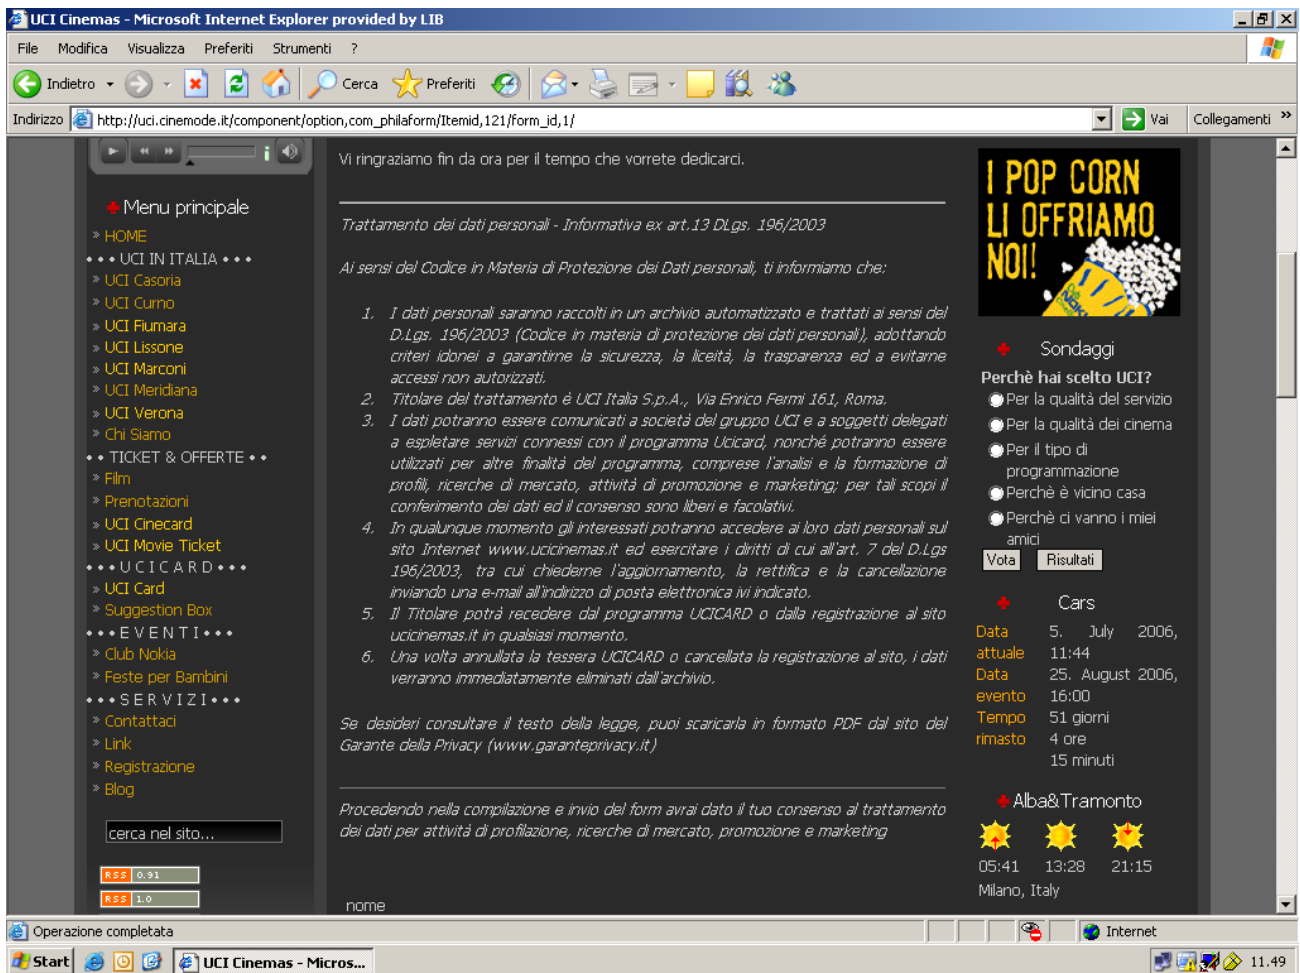 UCI Cinemas - Microsoft Internet Explorer provided by LIB
File Modifica Visualizza Preferiti Strumenti ?
Indietro Cerca Preferiti
Indirizzo http://uci.cinemode.it/component/option,com_philaform/Itemid,121/form_id,1/ Vai Collegamenti »
Menu principale
» HOME
• • • UCI IN ITALIA • • •
» UCI Casoria
» UCI Curno
» UCI Fiumara
» UCI Lissone
» UCI Marconi
» UCI Meridiana
» UCI Verona
» Chi Siamo
• • TICKET & OFFERTE • •
» Film
» Prenotazioni
» UCI Cinecard
» UCI Movie Ticket
• • • U C I C A R D • • •
» UCI Card
» Suggestion Box
• • • E V E N T I • • •
» Club Nokia
» Feste per Bambini
• • • S E R V I Z I • • •
» Contattaci
» Link
» Registrazione
» Blog
cerca nel sito...
RSS 0.91
RSS 1.0
Vi ringraziamo fin da ora per il tempo che vorrete dedicarci.
Trattamento dei dati personali - Informativa ex art.13 DLgs. 196/2003
Ai sensi del Codice in Materia di Protezione dei Dati personali, ti informiamo che:
1. I dati personali saranno raccolti in un archivio automatizzato e trattati ai sensi del
D.Lgs. 196/2003 (Codice in materia di protezione dei dati personali), adottando
criteri idonei a garantirne la sicurezza, la liceità, la trasparenza ed a evitarne
accessi non autorizzati.
2. Titolare del trattamento è UCI Italia S.p.A., Via Enrico Fermi 161, Roma.
3. I dati potranno essere comunicati a società del gruppo UCI e a soggetti delegati
a espletare servizi connessi con il programma Ucicard, nonché potranno essere
utilizzati per altre finalità del programma, comprese l'analisi e la formazione di
profili, ricerche di mercato, attività di promozione e marketing; per tali scopi il
conferimento dei dati ed il consenso sono liberi e facolativi.
4. In qualunque momento gli interessati potranno accedere ai loro dati personali sul
sito Internet www.ucicinemas.it ed esercitare i diritti di cui all'art. 7 del D.Lgs
196/2003, tra cui chiederne l'aggiornamento, la rettifica e la cancellazione
inviando una e-mail all'indirizzo di posta elettronica ivi indicato.
5. Il Titolare potrà recedere dal programma UCICARD o dalla registrazione al sito
ucicinemas.it in qualsiasi momento.
6. Una volta annullata la tessera UCICARD o cancellata la registrazione al sito, i dati
verranno immediatamente eliminati dall'archivio.
Se desideri consultare il testo della legge, puoi scaricarla in formato PDF dal sito del
Garante della Privacy (www.garanteprivacy.it)
Procedendo nella compilazione e invio del form avrai dato il tuo consenso al trattamento
dei dati per attività di profilazione, ricerche di mercato, promozione e marketing
nome
I POP CORN
LI OFFRIAMO
NOI!
NOKIA
Sondaggi
Perchè hai scelto UCI?
Per la qualità del servizio
Per la qualità dei cinema
Per il tipo di
programmazione
Perchè è vicino casa
Perchè ci vanno i miei
amici
Vota Risultati
Cars
Data 5. July 2006,
attuale 11:44
Data 25. August 2006,
evento 16:00
Tempo 51 giorni
rimasto 4 ore
15 minuti
Alba&Tramonto
05:41 13:28 21:15
Milano, Italy
Operazione completata Internet
Start UCI Cinemas - Micros... 11.49